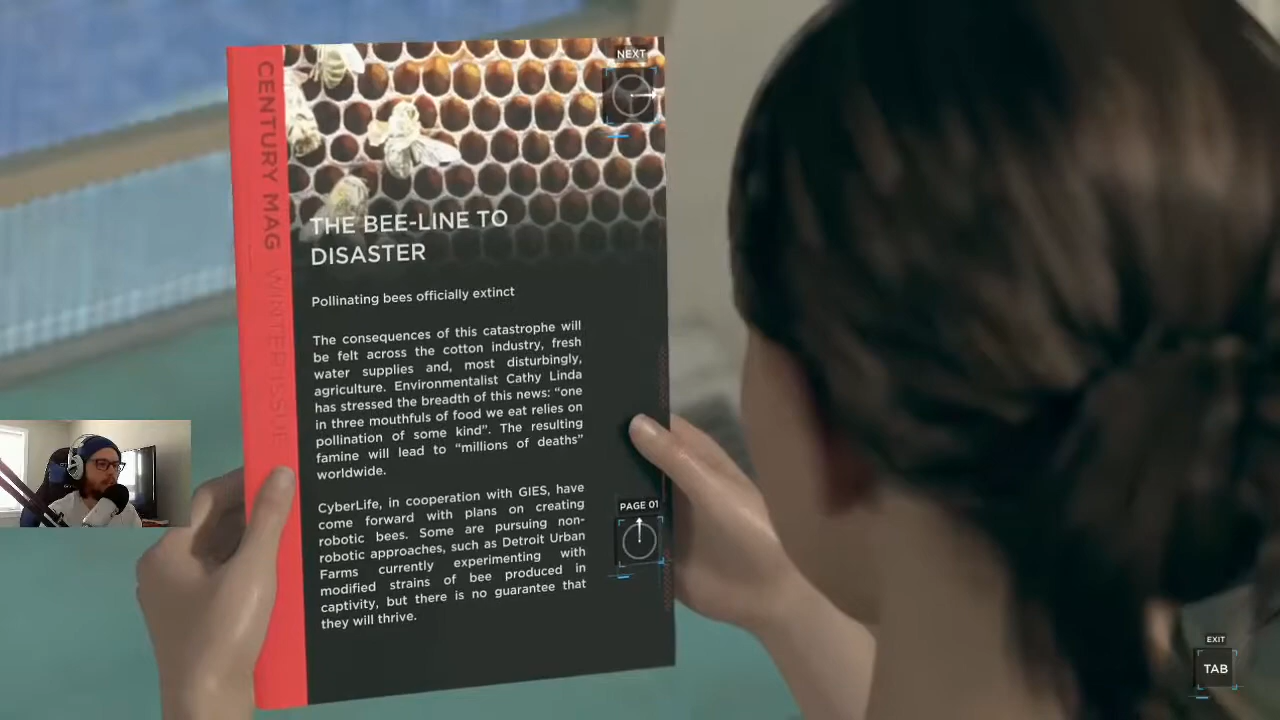 CENTURY MAG WINTER ISSUE
NEXT
THE BEE-LINE TO
DISASTER
Pollinating bees officially extinct
The consequences of this catastrophe will
be felt across the cotton industry, fresh
water supplies and, most disturbingly,
agriculture. Environmentalist Cathy Linda
has stressed the breadth of this news: “one
in three mouthfuls of food we eat relies on
pollination of some kind”. The resulting
famine will lead to “millions of deaths”
worldwide.
CyberLife, in cooperation with GIES, have
come forward with plans on creating
robotic bees. Some are pursuing non-
robotic approaches, such as Detroit Urban
Farms currently experimenting with
modified strains of bee produced in
captivity, but there is no guarantee that
they will thrive.
PAGE 01
EXIT
TAB